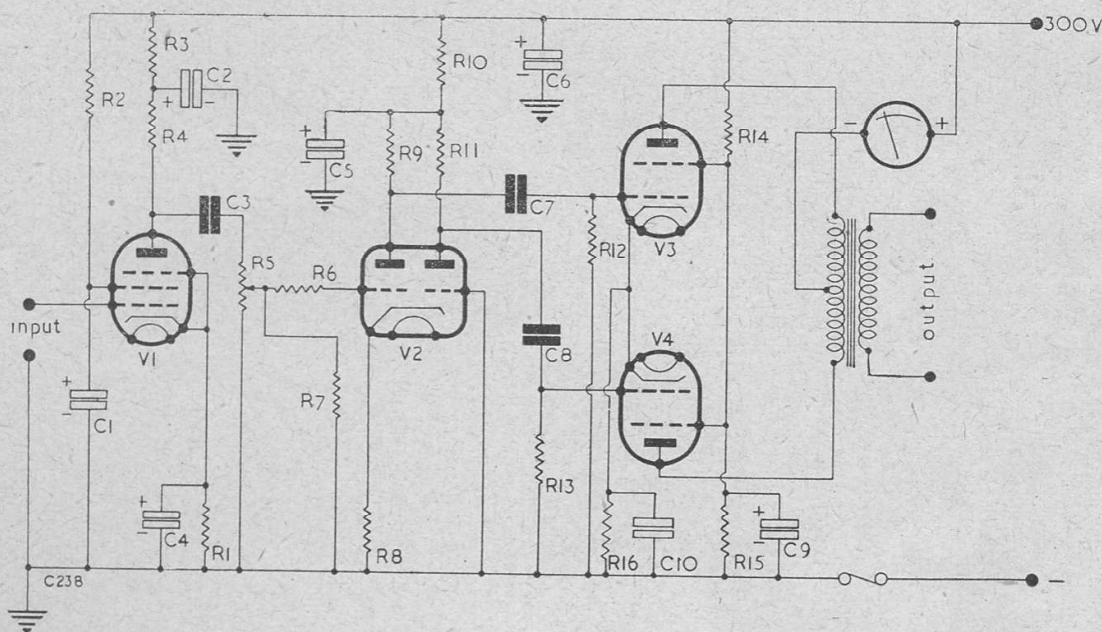 300V
R3
C2
+
-
R2
R4
R10
+
-
C6
+
-
C5
R9
R11
C3
C7
R14
-
+
V3
R12
R5
R6
input
V1
V2
C8
V4
output
R7
+
-
C1
R13
+
-
C4
R1
R8
R16
C10
R15
+
-
C9
C238
-